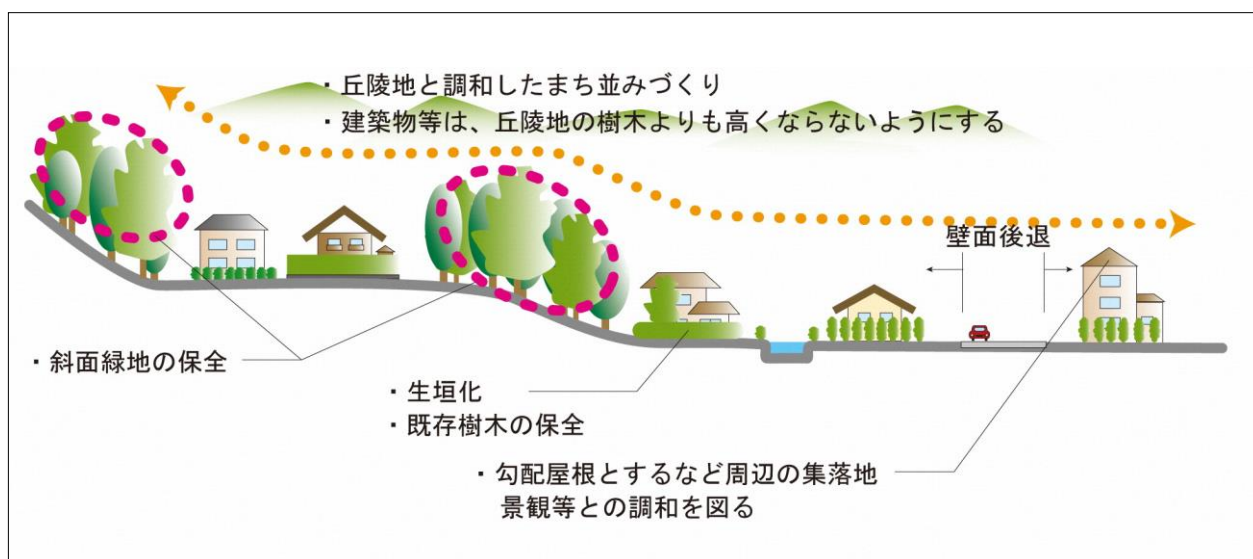 ・丘陵地と調和したまち並みづくり
・建築物等は、丘陵地の樹木よりも高くならないようにする
壁面後退
・斜面緑地の保全
・生垣化
・既存樹木の保全
・勾配屋根とするなど周辺の集落地
景観等との調和を図る